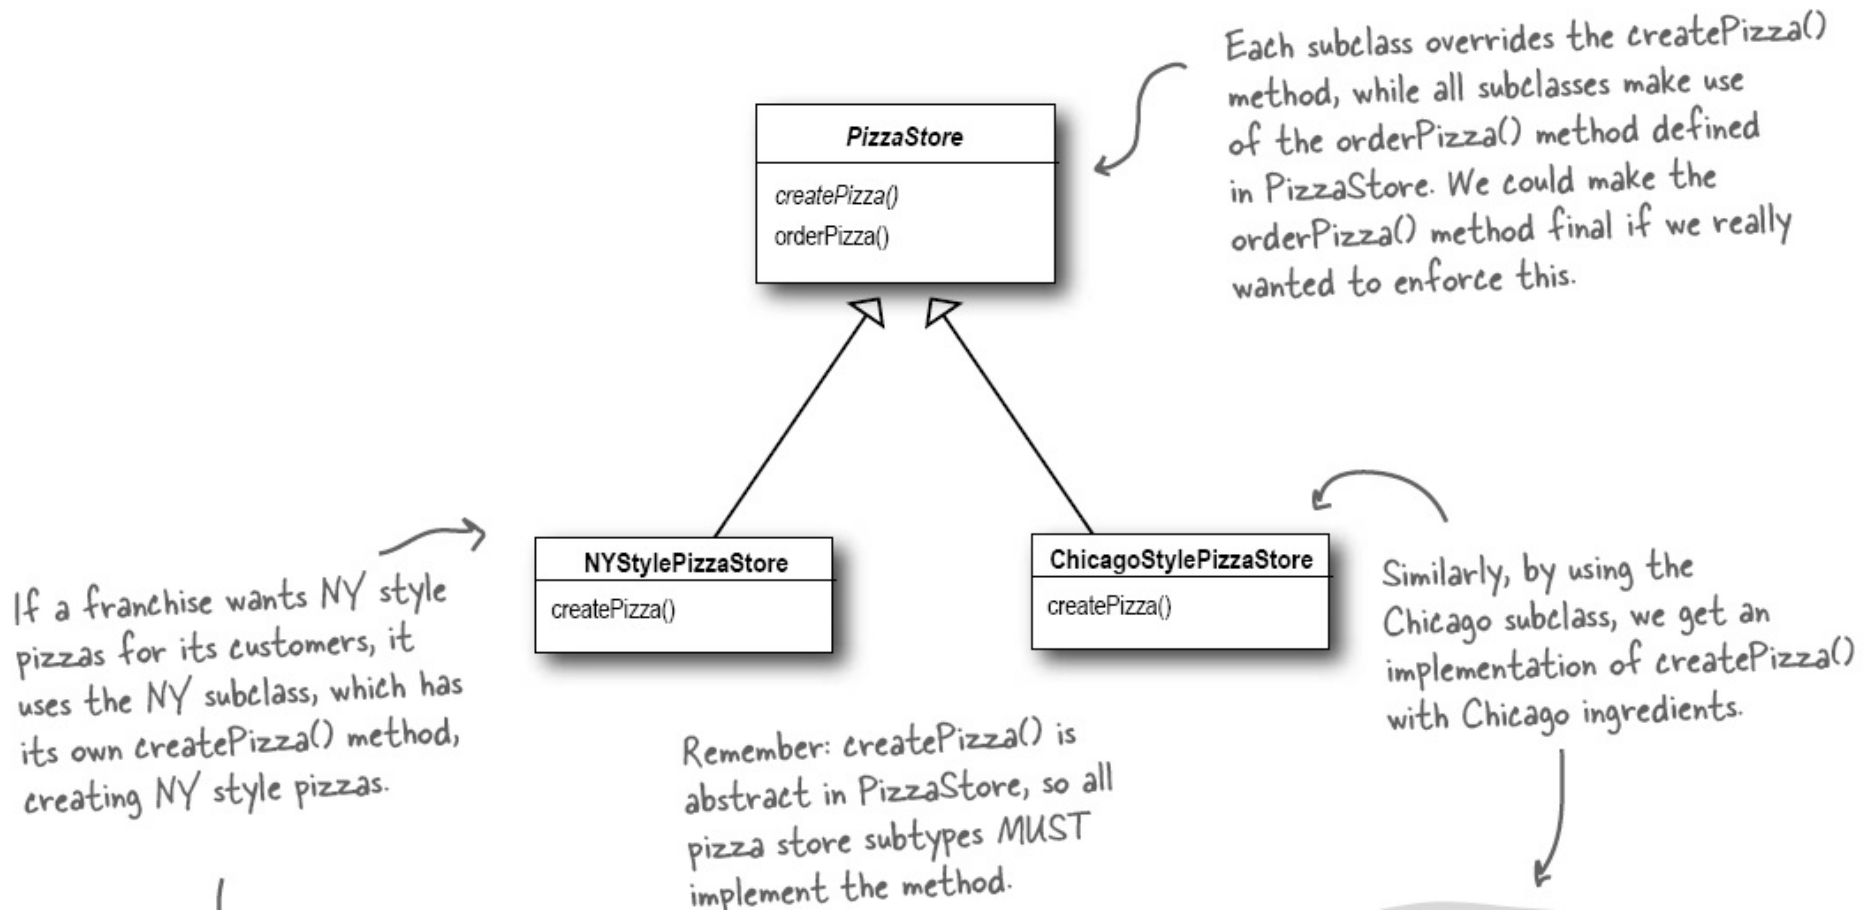 Each subclass overrides the createPizza()
method, while all subclasses make use
of the orderPizza() method defined
in PizzaStore. We could make the
orderPizza() method final if we really
wanted to enforce this.
PizzaStore
createPizza()
orderPizza()
NYStylePizzaStore
createPizza()
ChicagoStylePizzaStore
createPizza()
If a franchise wants NY style
pizzas for its customers, it
uses the NY subclass, which has
its own createPizza() method,
creating NY style pizzas.
Similarly, by using the
Chicago subclass, we get an
implementation of createPizza()
with Chicago ingredients.
Remember: createPizza() is
abstract in PizzaStore, so all
pizza store subtypes MUST
implement the method.